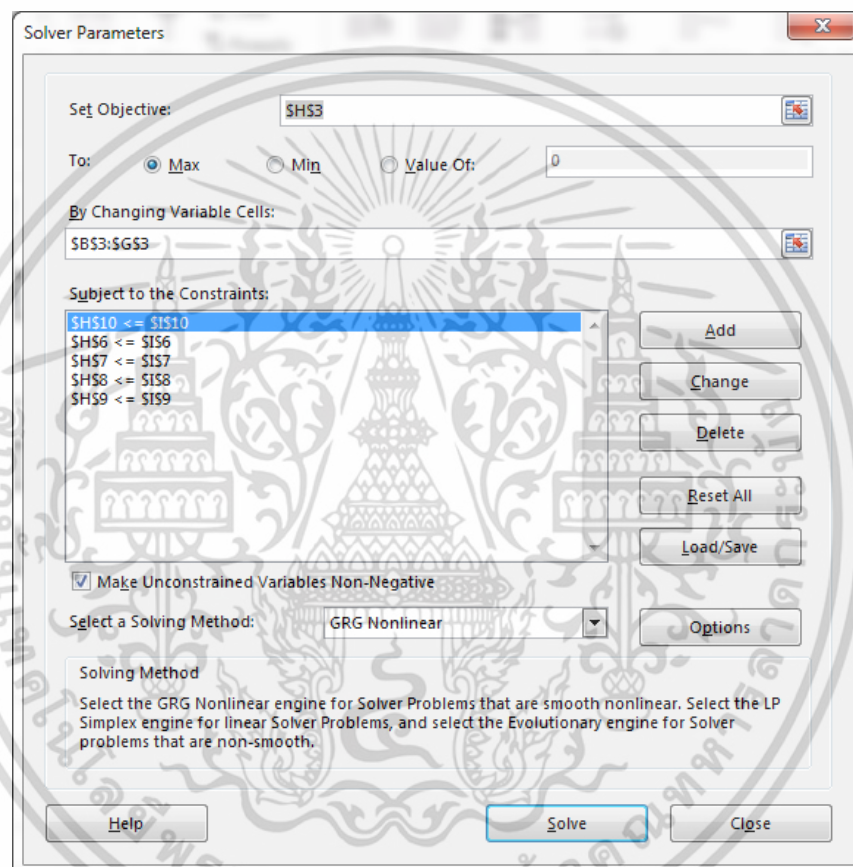 Solver Parameters
Set Objective: $H$3
To: Max Min Value Of: 0
By Changing Variable Cells:
$B$3:$G$3
Subject to the Constraints:
$H$10 <= $I$10
$H$6 <= $I$6
$H$7 <= $I$7
$H$8 <= $I$8
$H$9 <= $I$9
Add
Change
Delete
Reset All
Load/Save
Make Unconstrained Variables Non-Negative
Select a Solving Method: GRG Nonlinear Options
Solving Method
Select the GRG Nonlinear engine for Solver Problems that are smooth nonlinear. Select the LP
Simplex engine for linear Solver Problems, and select the Evolutionary engine for Solver
problems that are non-smooth.
Help Solve Close